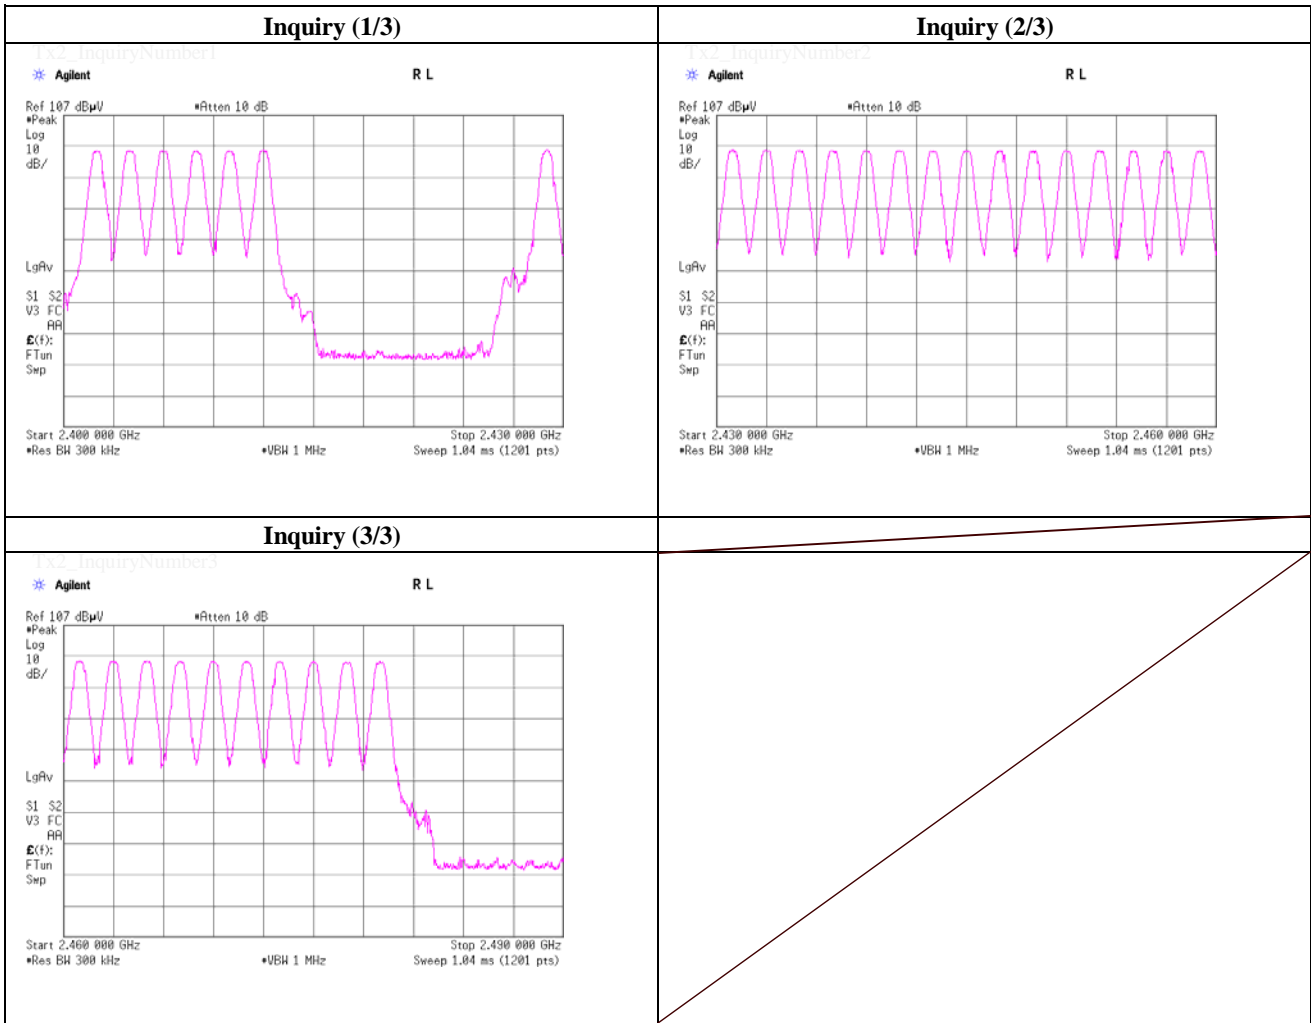 Inquiry (1/3)
Tx2_InquiryNumber1
Agilent
R L
Ref 107 dBµV
#Atten 10 dB
#Peak
Log
10
dB/
LgAv
S1 S2
V3 FC
AA
£(f):
FTun
Swp
Start 2.400 000 GHz
Stop 2.430 000 GHz
#Res BW 300 kHz
#VBW 1 MHz
Sweep 1.04 ms (1201 pts)
Inquiry (2/3)
Tx2_InquiryNumber2
Agilent
R L
Ref 107 dBµV
#Atten 10 dB
#Peak
Log
10
dB/
LgAv
S1 S2
V3 FC
AA
£(f):
FTun
Swp
Start 2.430 000 GHz
Stop 2.460 000 GHz
#Res BW 300 kHz
#VBW 1 MHz
Sweep 1.04 ms (1201 pts)
Inquiry (3/3)
Tx2_InquiryNumber3
Agilent
R L
Ref 107 dBµV
#Atten 10 dB
#Peak
Log
10
dB/
LgAv
S1 S2
V3 FC
AA
£(f):
FTun
Swp
Start 2.460 000 GHz
Stop 2.490 000 GHz
#Res BW 300 kHz
#VBW 1 MHz
Sweep 1.04 ms (1201 pts)